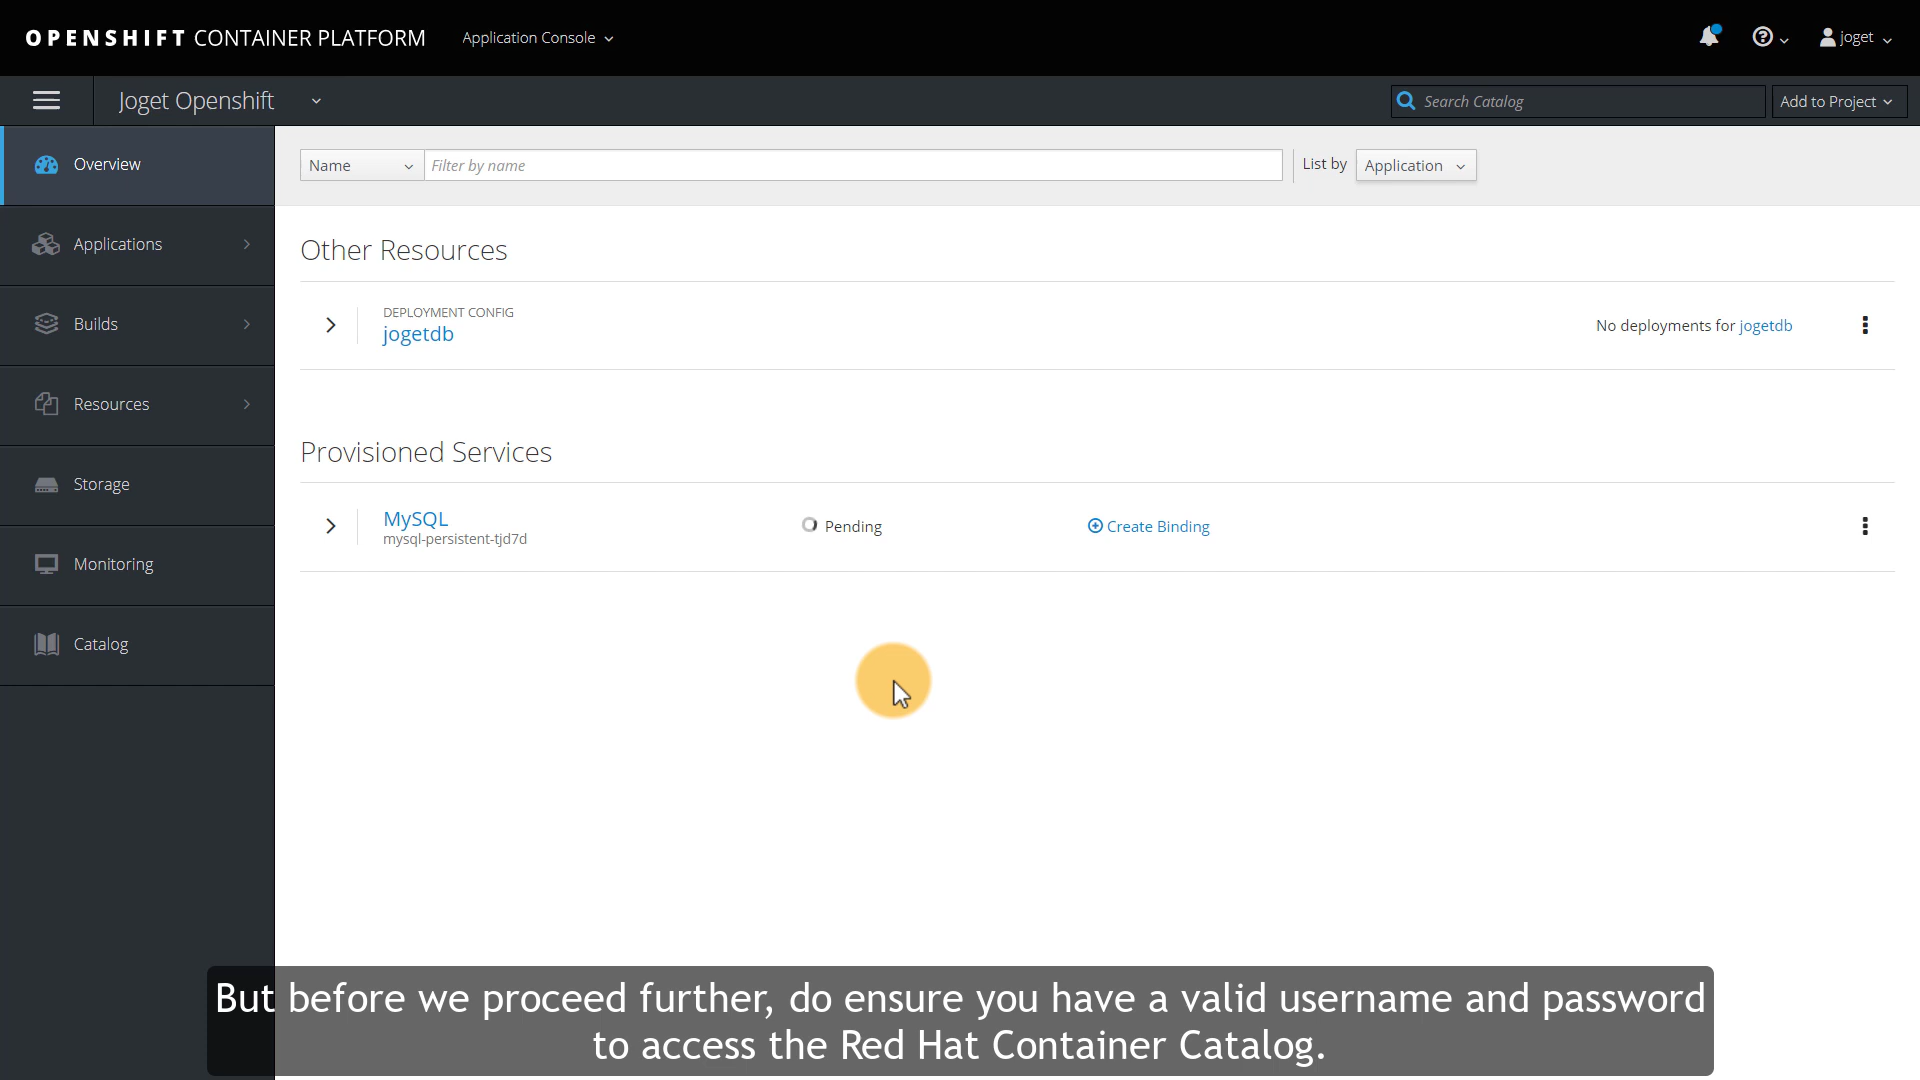 OPENSHIFT CONTAINER PLATFORM
Application Console
joget
Joget Openshift
Search Catalog
Add to Project
Overview
Applications
Builds
Resources
Storage
Monitoring
Catalog
Name
Filter by name
List by
Application
Other Resources
DEPLOYMENT CONFIG
jogetdb
No deployments for jogetdb
Provisioned Services
MySQL
mysql-persistent-tjd7d
Pending
Create Binding
But before we proceed further, do ensure you have a valid username and password
to access the Red Hat Container Catalog.